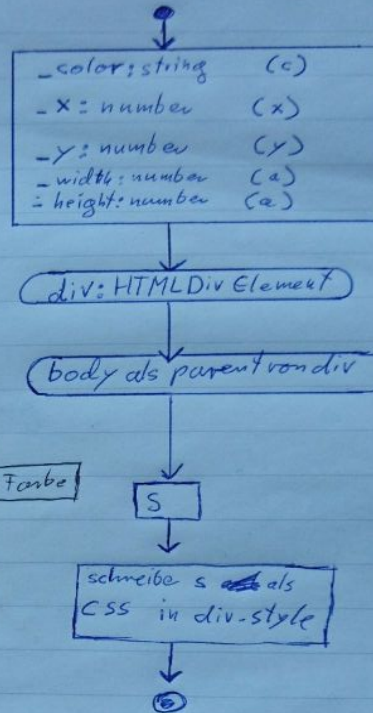 _color: string (c)
_x: number (x)
_y: number (y)
_width: number (a)
_height: number (a)
div: HTMLDivElement
body als parent von div
Farbe
S
schreibe s als
CSS in div-style